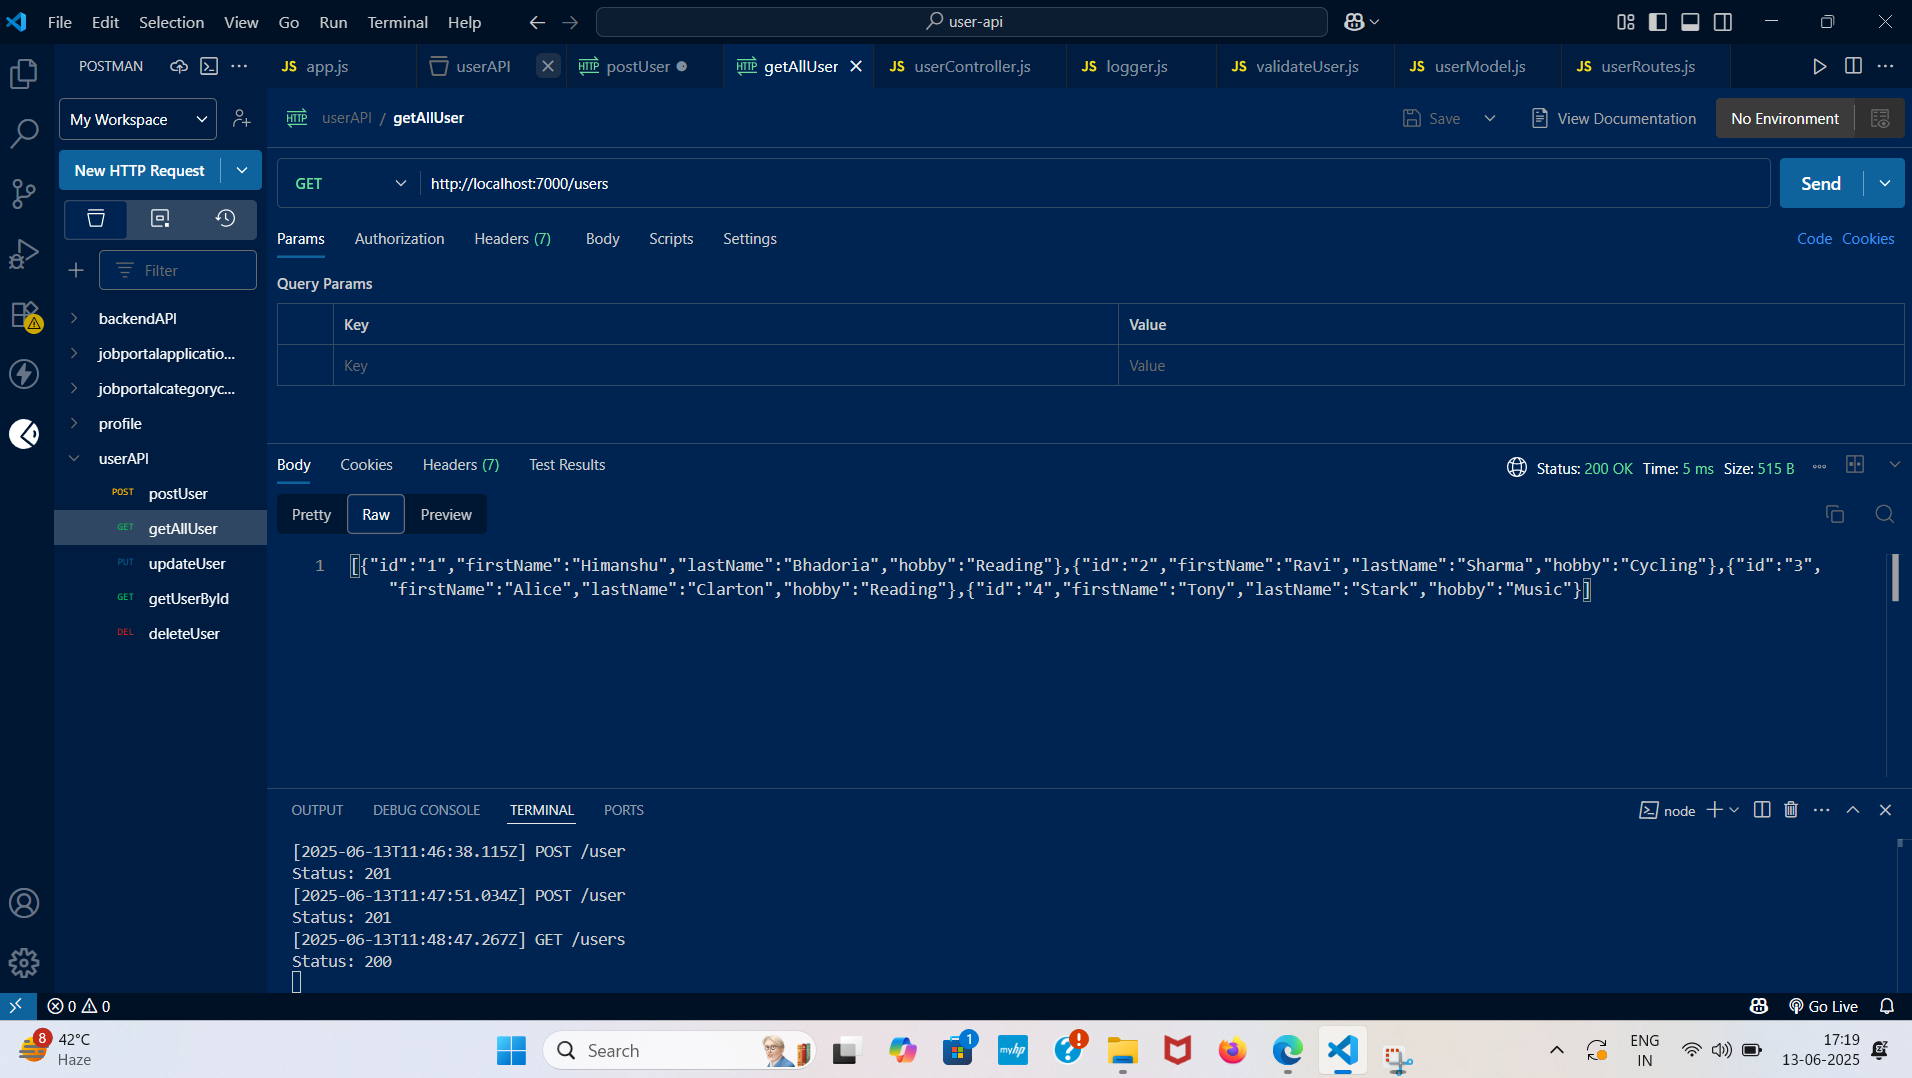 File Edit Selection View Go Run Terminal Help user-api
POSTMAN JS app.js userAPI HTTP postUser HTTP getAllUser JS userController.js JS logger.js JS validateUser.js JS userModel.js JS userRoutes.js
My Workspace
HTTP userAPI / getAllUser Save View Documentation No Environment
New HTTP Request
GET http://localhost:7000/users Send
Params Authorization Headers (7) Body Scripts Settings Code Cookies
Filter
Query Params
Key Value
Key Value
backendAPI
jobportalapplicatio...
jobportalcategoryc...
profile
userAPI
POST postUser
GET getAllUser
PUT updateUser
GET getUserById
DEL deleteUser
Body Cookies Headers (7) Test Results Status: 200 OK Time: 5 ms Size: 515 B
Pretty Raw Preview
1 [{"id":"1","firstName":"Himanshu","lastName":"Bhadoria","hobby":"Reading"},{"id":"2","firstName":"Ravi","lastName":"Sharma","hobby":"Cycling"},{"id":"3",
"firstName":"Alice","lastName":"Clarton","hobby":"Reading"},{"id":"4","firstName":"Tony","lastName":"Stark","hobby":"Music"}]
OUTPUT DEBUG CONSOLE TERMINAL PORTS node
[2025-06-13T11:46:38.115Z] POST /user
Status: 201
[2025-06-13T11:47:51.034Z] POST /user
Status: 201
[2025-06-13T11:48:47.267Z] GET /users
Status: 200
0 0 Go Live
8 42°C
Haze
Search
1
myhp
ENG
IN
17:19
13-06-2025